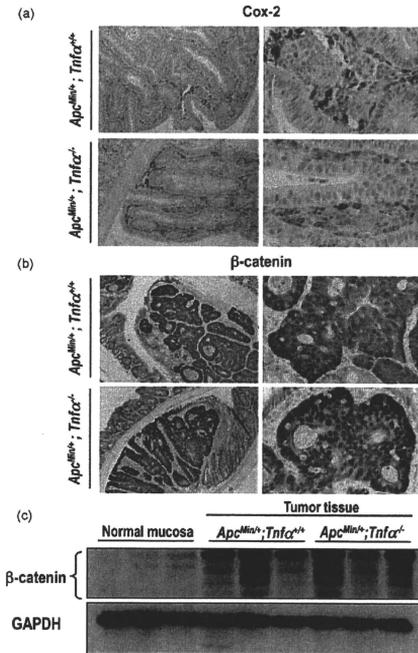 (a)
Cox-2
Apc^Min/+; Tnfα^+/+
Apc^Min/+; Tnfα^-/-
(b)
β-catenin
Apc^Min/+; Tnfα^+/+
Apc^Min/+; Tnfα^-/-
(c)
Tumor tissue
Normal mucosa Apc^Min/+;Tnfα^+/+ Apc^Min/+;Tnfα^-/-
β-catenin
GAPDH